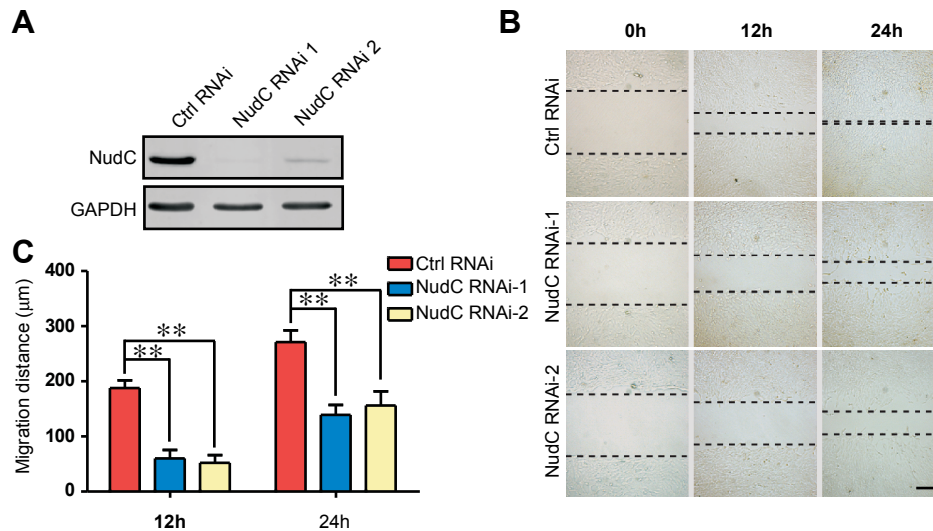 A
Ctrl RNAi
NudC RNAi 1
NudC RNAi 2
NudC
GAPDH
B
0h 12h 24h
Ctrl RNAi
NudC RNAi-1
NudC RNAi-2
C
Migration distance (μm)
400
300
200
100
0
Ctrl RNAi
NudC RNAi-1
NudC RNAi-2
**
**
**
**
12h 24h